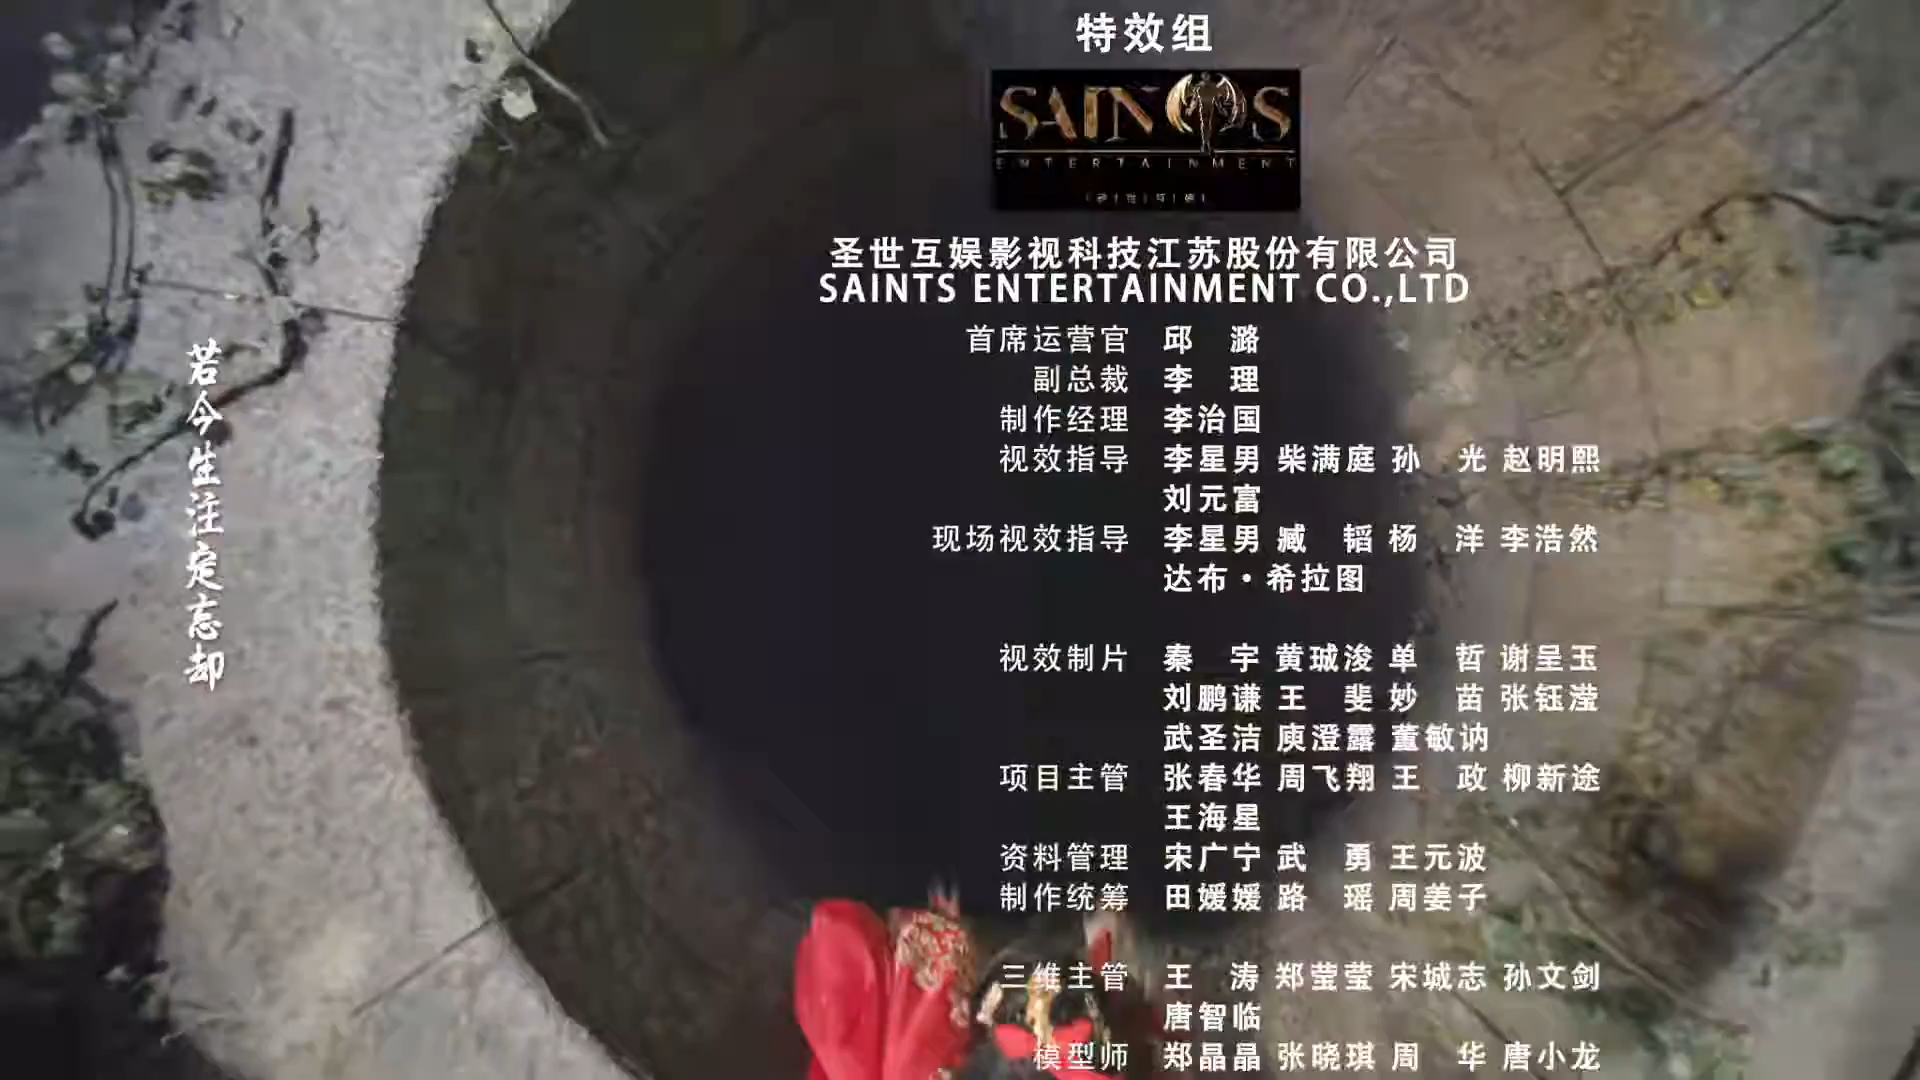 特效组
SAINTS
ENTERTAINMENT
圣世互娱影视科技江苏股份有限公司
SAINTS ENTERTAINMENT CO.,LTD
首席运营官 邱 潞
副总裁 李 理
制作经理 李治国
视效指导 李星男 柴满庭 孙 光 赵明熙
刘元富
现场视效指导 李星男 臧 韬 杨 洋 李浩然
达布·希拉图
视效制片 秦 宇 黄珹浚 单 哲 谢呈玉
刘鹏谦 王 斐 妙 苗 张钰滢
武圣洁 庾澄露 董敏讷
项目主管 张春华 周飞翔 王 政 柳新途
王海星
资料管理 宋广宁 武 勇 王元波
制作统筹 田媛媛 路 瑶 周姜子
三维主管 王 涛 郑莹莹 宋城志 孙文剑
唐智临
模型师 郑晶晶 张晓琪 周 华 唐小龙
若今生注定忘却